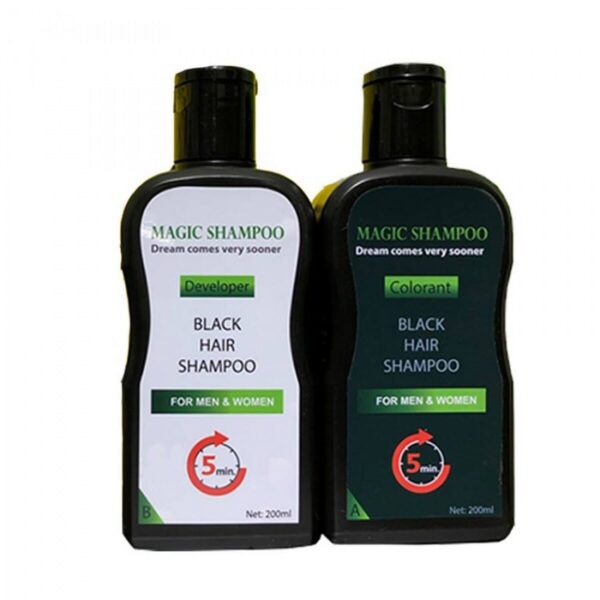 MAGIC SHAMPOO
Dream comes very sooner
Developer
BLACK
HAIR
SHAMPOO
FOR MEN & WOMEN
5 min.
B
Net: 200ml
MAGIC SHAMPOO
Dream comes very sooner
Colorant
BLACK
HAIR
SHAMPOO
FOR MEN & WOMEN
5 min.
A
Net: 200ml